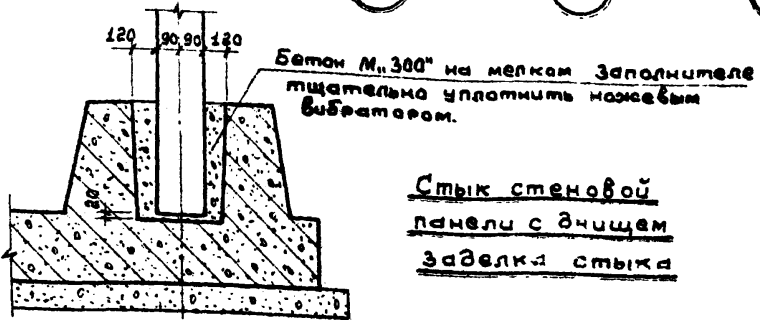 120 90 90 120
Бетон М„300" на мелком заполнителе
тщательно уплотнить ножевым
вибратором.
20
Стык стеновой
панели с днищем
заделка стыка